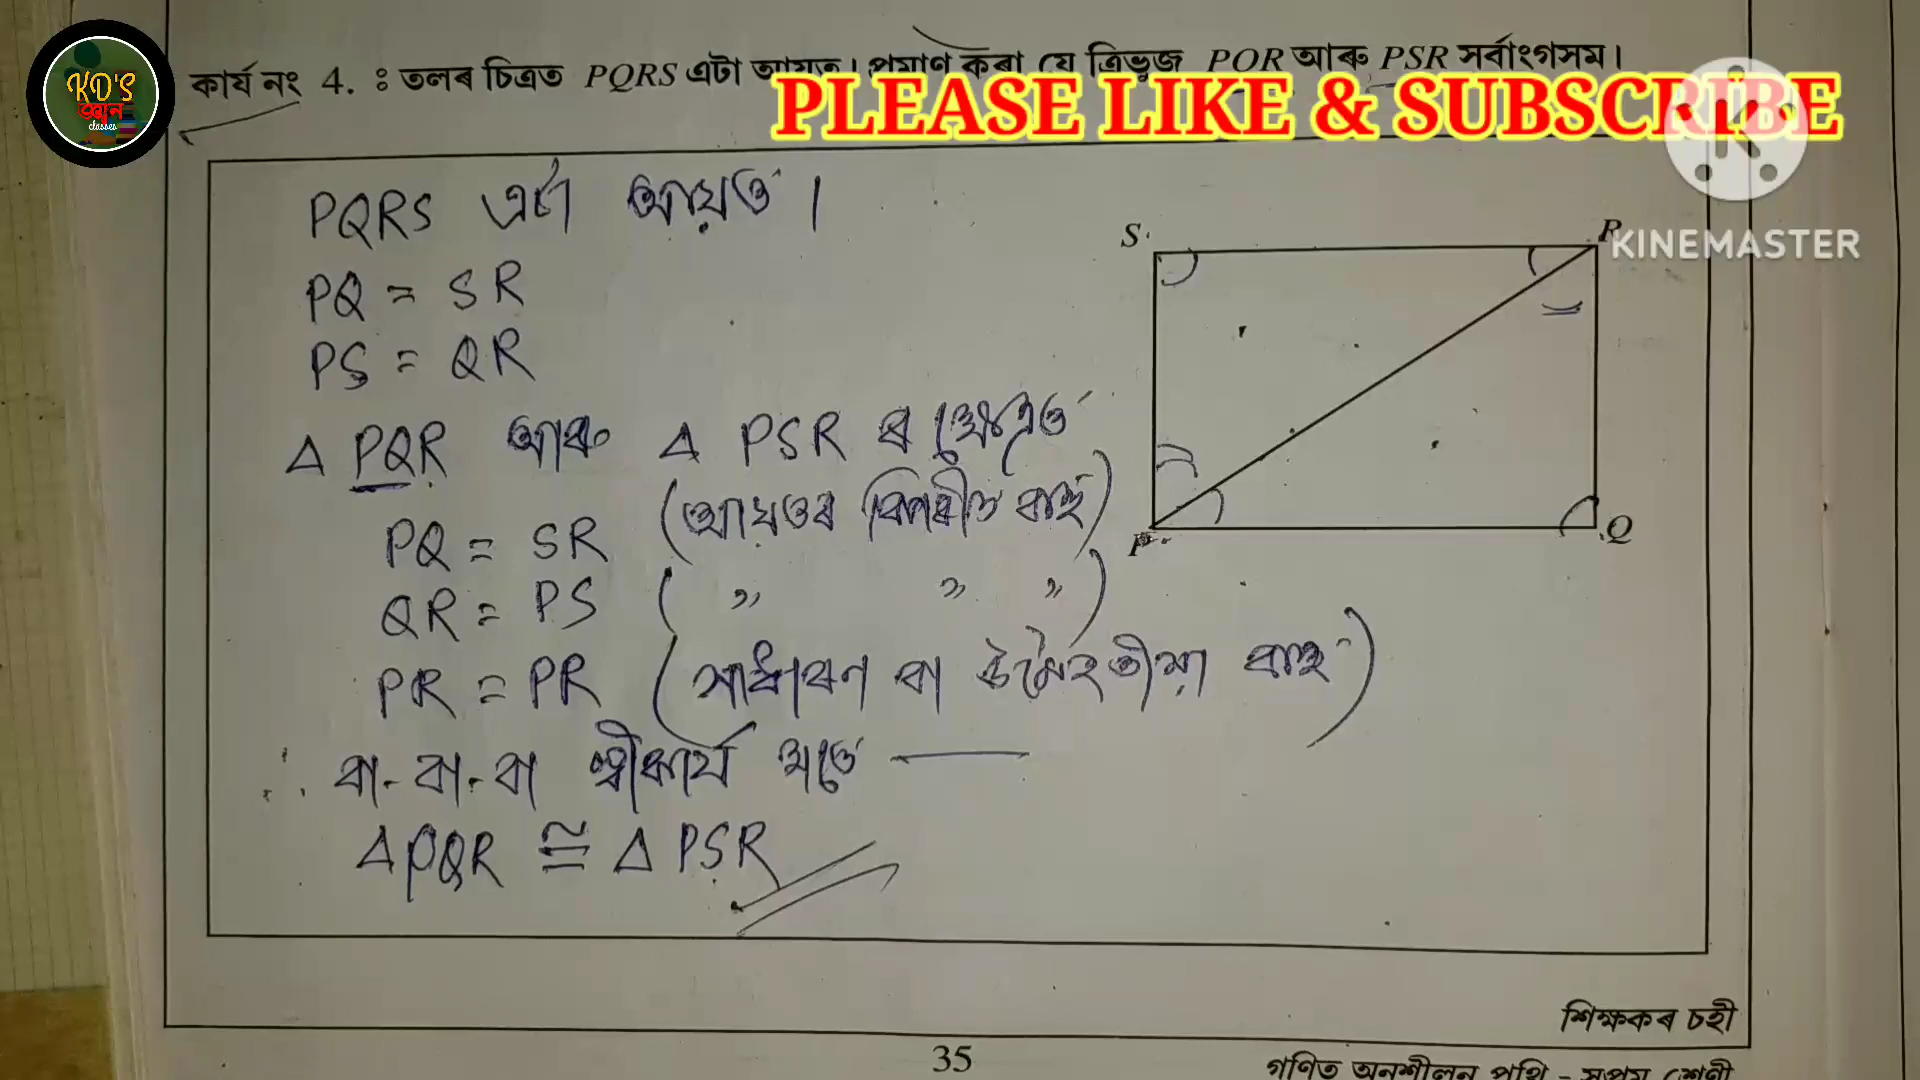 KD'S
জ্ঞান
classes
কাৰ্য নং 4. ঃ তলৰ চিত্ৰত PQRS এটা আয়ত। প্ৰমাণ কৰা যে ত্ৰিভুজ PQR আৰু PSR সৰ্বাংগসম।
PLEASE LIKE & SUBSCRIBE
K
KINEMASTER
PQRS এটা আয়ত।
PQ = SR
PS = QR
Δ PQR আৰু Δ PSR ৰ ক্ষেত্ৰত
PQ = SR (আয়তৰ বিপৰীত বাহু)
QR = PS ( " " " )
PR = PR (সাধাৰণ বা উমৈহতীয়া বাহু)
∴ বা-বা-বা স্বীকাৰ্য মতে —
Δ PQR ≅ Δ PSR
S R
P Q
শিক্ষকৰ চহী
35
গণিত অনুশীলন পুথি - সপ্তম শ্ৰেণী